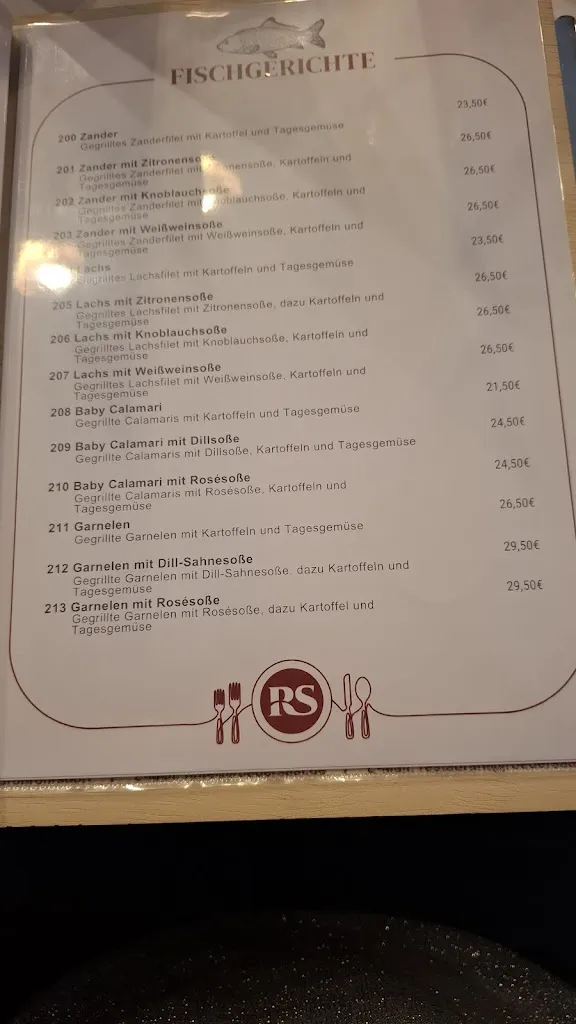 FISCHGERICHTE
200 Zander 23,50€
Gegrilltes Zanderfilet mit Kartoffel und Tagesgemüse
201 Zander mit Zitronensoße 26,50€
Gegrilltes Zanderfilet mit Zitronensoße, Kartoffeln und
Tagesgemüse
202 Zander mit Knoblauchsoße 26,50€
Gegrilltes Zanderfilet mit Knoblauchsoße, Kartoffeln und
Tagesgemüse
203 Zander mit Weißweinsoße 26,50€
Gegrilltes Zanderfilet mit Weißweinsoße, Kartoffeln und
Tagesgemüse
Lachs 23,50€
Gegrilltes Lachsfilet mit Kartoffeln und Tagesgemüse
205 Lachs mit Zitronensoße 26,50€
Gegrilltes Lachsfilet mit Zitronensoße, dazu Kartoffeln und
Tagesgemüse
206 Lachs mit Knoblauchsoße 26,50€
Gegrilltes Lachsfilet mit Knoblauchsoße, Kartoffeln und
Tagesgemüse
207 Lachs mit Weißweinsoße 26,50€
Gegrilltes Lachsfilet mit Weißweinsoße, Kartoffeln und
Tagesgemüse
208 Baby Calamari 21,50€
Gegrillte Calamaris mit Kartoffeln und Tagesgemüse
209 Baby Calamari mit Dillsoße 24,50€
Gegrillte Calamaris mit Dillsoße, Kartoffeln und Tagesgemüse
210 Baby Calamari mit Rosésoße 24,50€
Gegrillte Calamaris mit Rosésoße, Kartoffeln und
Tagesgemüse
211 Garnelen 26,50€
Gegrillte Garnelen mit Kartoffeln und Tagesgemüse
212 Garnelen mit Dill-Sahnesoße 29,50€
Gegrillte Garnelen mit Dill-Sahnesoße, dazu Kartoffeln und
Tagesgemüse
213 Garnelen mit Rosésoße 29,50€
Gegrillte Garnelen mit Rosésoße, dazu Kartoffel und
Tagesgemüse
RS